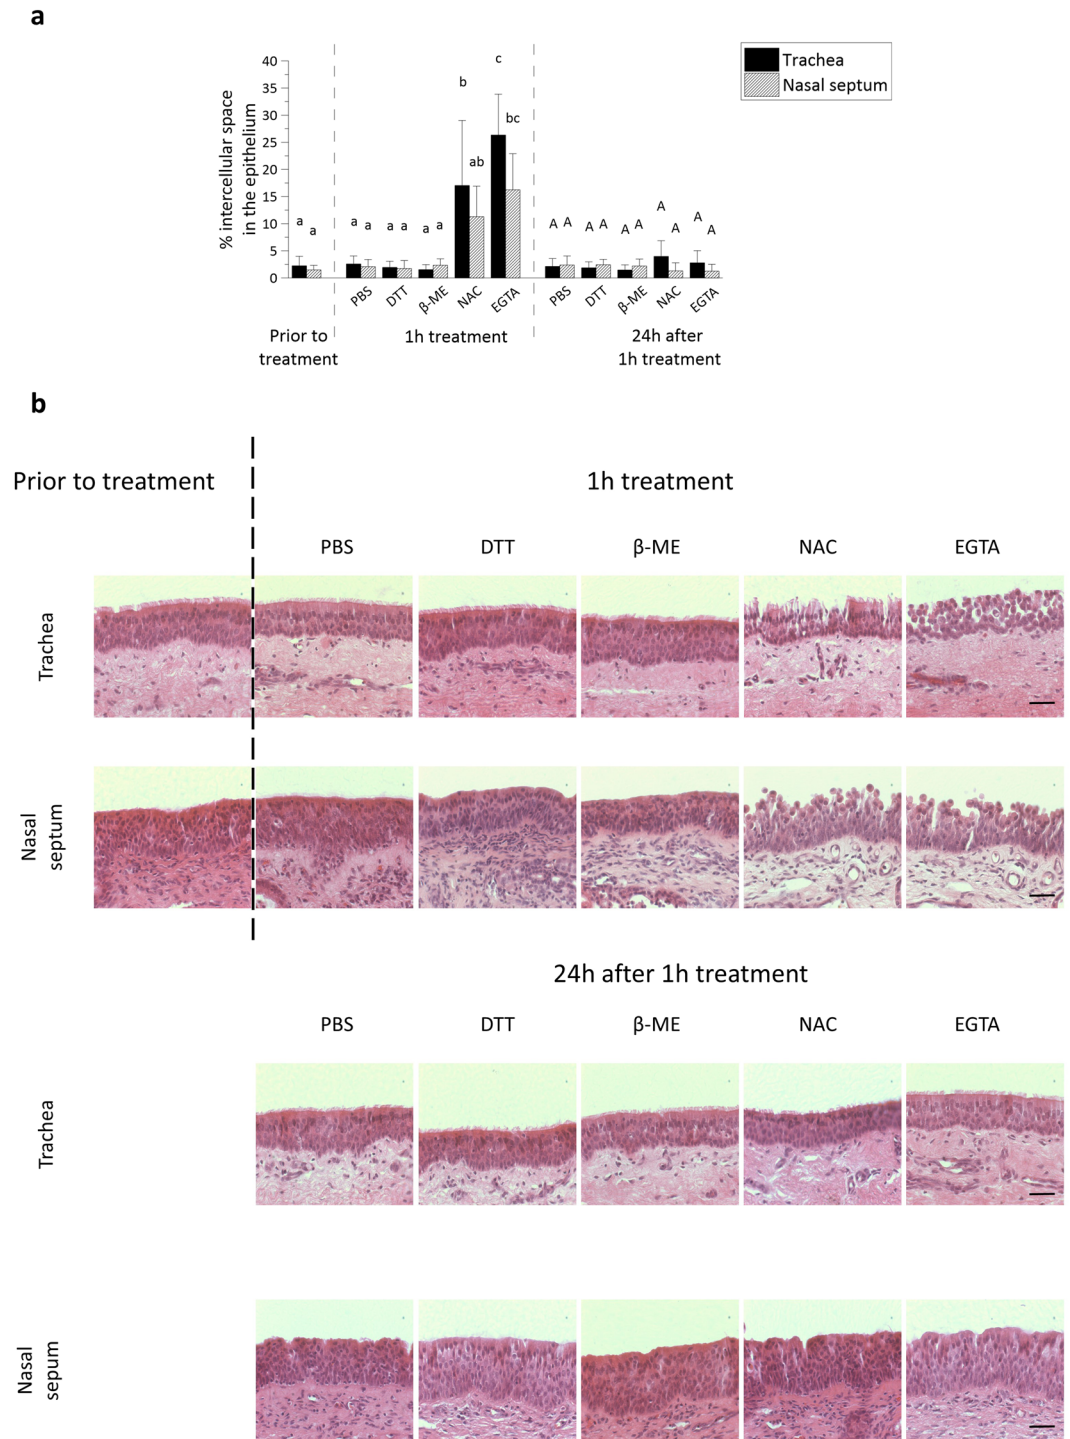 a
Trachea
Nasal septum
% intercellular space
in the epithelium
40
35
30
25
20
15
10
5
0
a
a
a
a
a
a
a
a
b
ab
c
bc
A
A
A
A
A
A
A
A
A
A
PBS
DTT
β-ME
NAC
EGTA
PBS
DTT
β-ME
NAC
EGTA
Prior to
treatment
1h treatment
24h after
1h treatment
b
Prior to treatment
1h treatment
PBS
DTT
β-ME
NAC
EGTA
Trachea
Nasal
septum
24h after 1h treatment
PBS
DTT
β-ME
NAC
EGTA
Trachea
Nasal
sepum